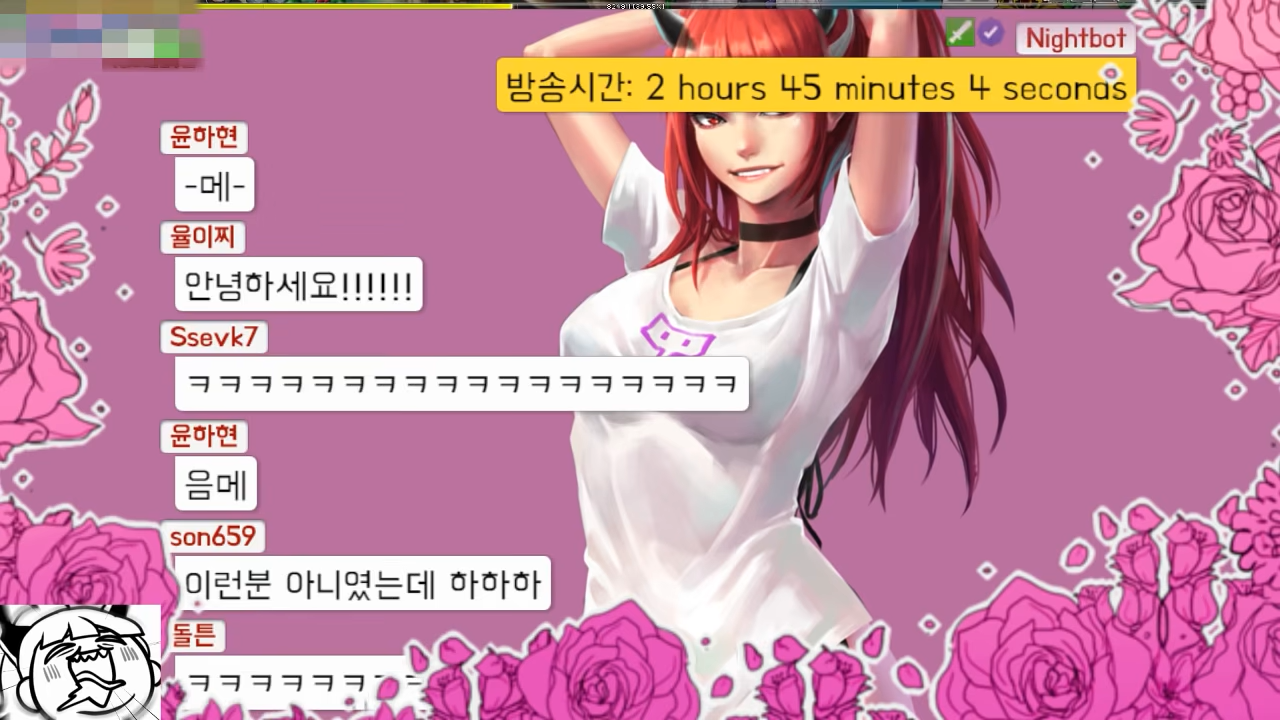 Nightbot
방송시간: 2 hours 45 minutes 4 seconds
윤하현
-메-
율이찌
안녕하세요!!!!!!
Ssevk7
ㅋㅋㅋㅋㅋㅋㅋㅋㅋㅋㅋㅋㅋㅋㅋㅋㅋㅋ
윤하현
음메
son659
이런분 아니였는데 하하하
돌튼
ㅋㅋㅋㅋㅋㅋㅋㅋ